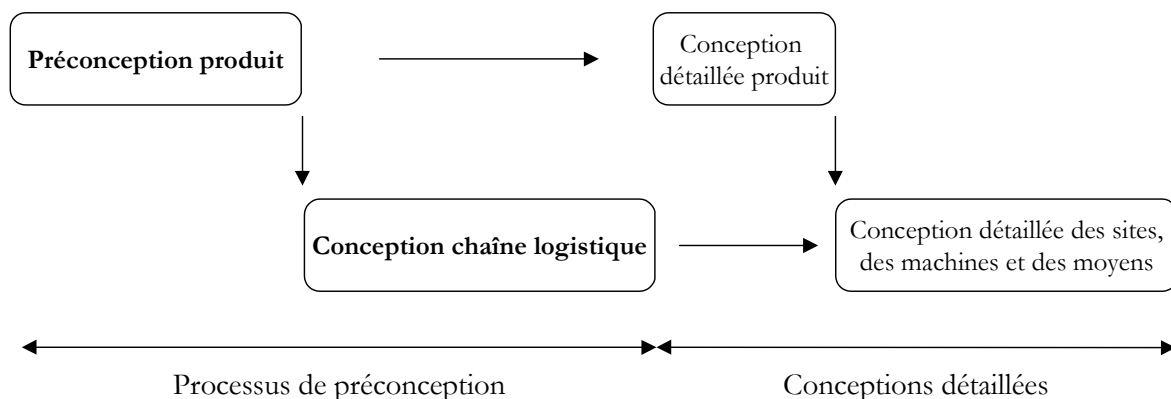 Préconception produit
Conception
détaillée produit
Conception chaîne logistique
Conception détaillée des sites,
des machines et des moyens
Processus de préconception
Conceptions détaillées